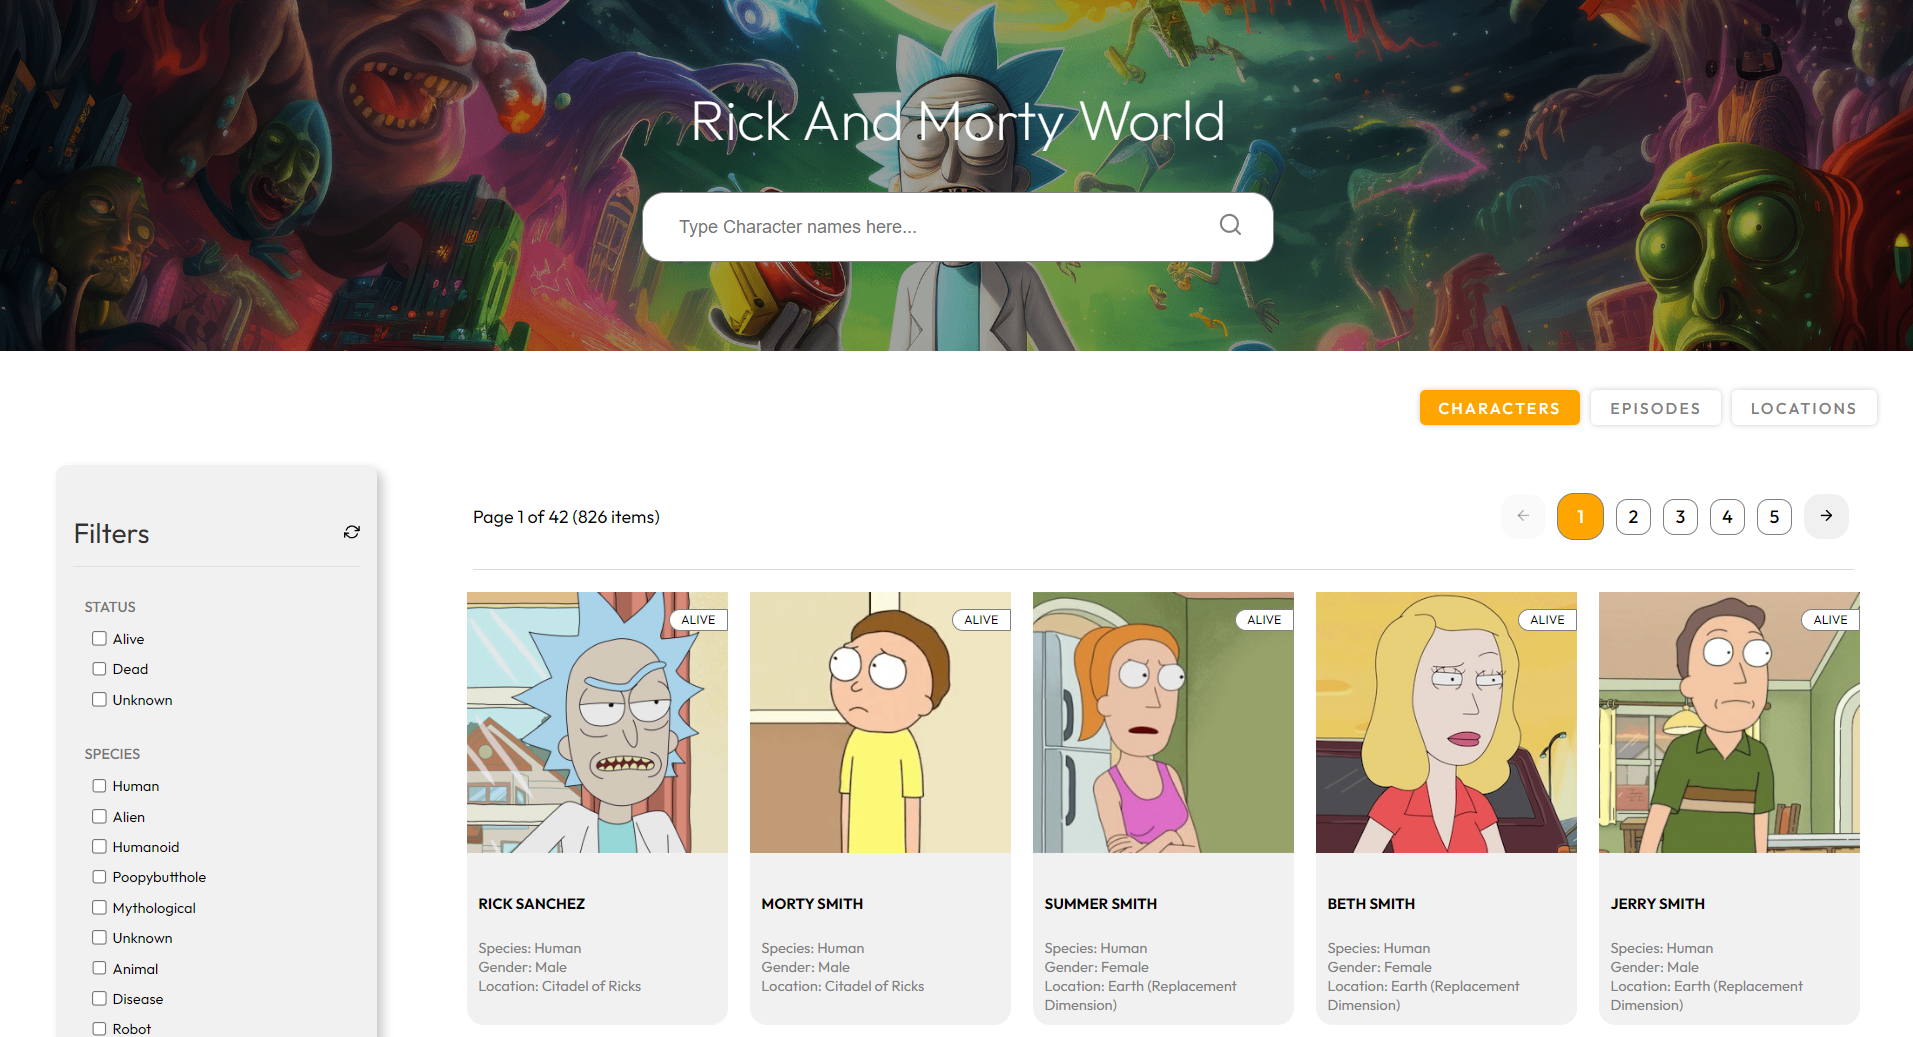 Rick And Morty World
Type Character names here...
CHARACTERS
EPISODES
LOCATIONS
Filters
STATUS
Alive
Dead
Unknown
SPECIES
Human
Alien
Humanoid
Poopybutthole
Mythological
Unknown
Animal
Disease
Robot
Page 1 of 42 (826 items)
1
2
3
4
5
ALIVE
RICK SANCHEZ
Species: Human
Gender: Male
Location: Citadel of Ricks
ALIVE
MORTY SMITH
Species: Human
Gender: Male
Location: Citadel of Ricks
ALIVE
SUMMER SMITH
Species: Human
Gender: Female
Location: Earth (Replacement
Dimension)
ALIVE
BETH SMITH
Species: Human
Gender: Female
Location: Earth (Replacement
Dimension)
ALIVE
JERRY SMITH
Species: Human
Gender: Male
Location: Earth (Replacement
Dimension)